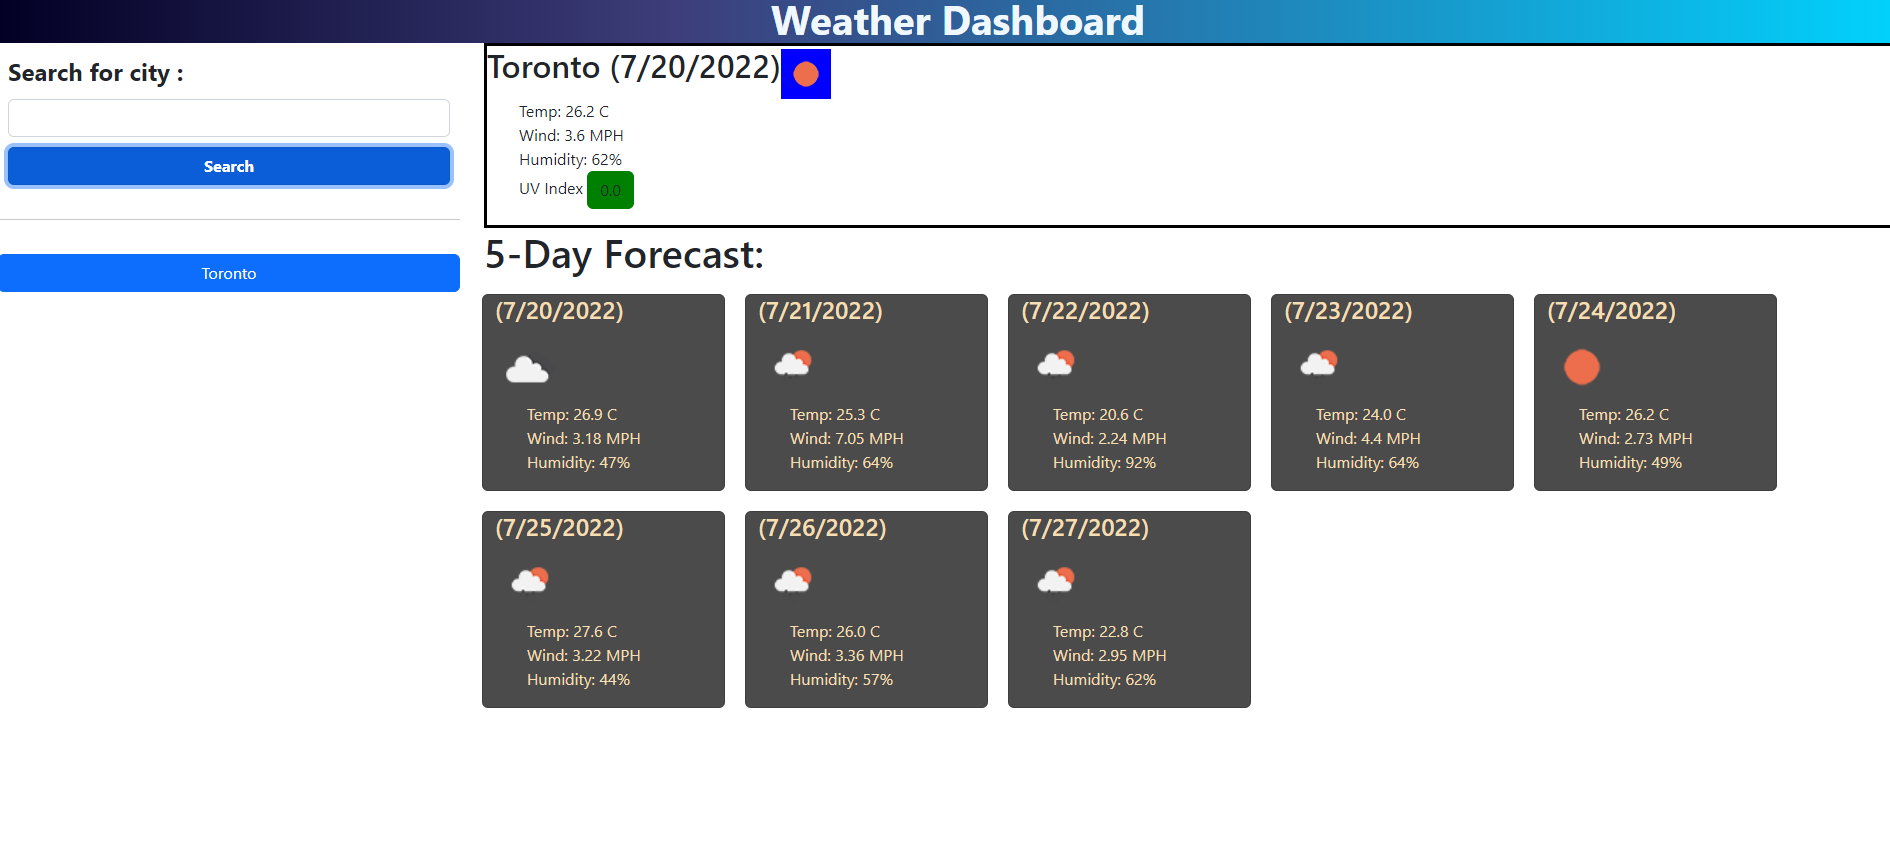 Weather Dashboard
Search for city :
Search
Toronto
Toronto (7/20/2022)
Temp: 26.2 C
Wind: 3.6 MPH
Humidity: 62%
UV Index 0.0
5-Day Forecast:
(7/20/2022)
Temp: 26.9 C
Wind: 3.18 MPH
Humidity: 47%
(7/21/2022)
Temp: 25.3 C
Wind: 7.05 MPH
Humidity: 64%
(7/22/2022)
Temp: 20.6 C
Wind: 2.24 MPH
Humidity: 92%
(7/23/2022)
Temp: 24.0 C
Wind: 4.4 MPH
Humidity: 64%
(7/24/2022)
Temp: 26.2 C
Wind: 2.73 MPH
Humidity: 49%
(7/25/2022)
Temp: 27.6 C
Wind: 3.22 MPH
Humidity: 44%
(7/26/2022)
Temp: 26.0 C
Wind: 3.36 MPH
Humidity: 57%
(7/27/2022)
Temp: 22.8 C
Wind: 2.95 MPH
Humidity: 62%